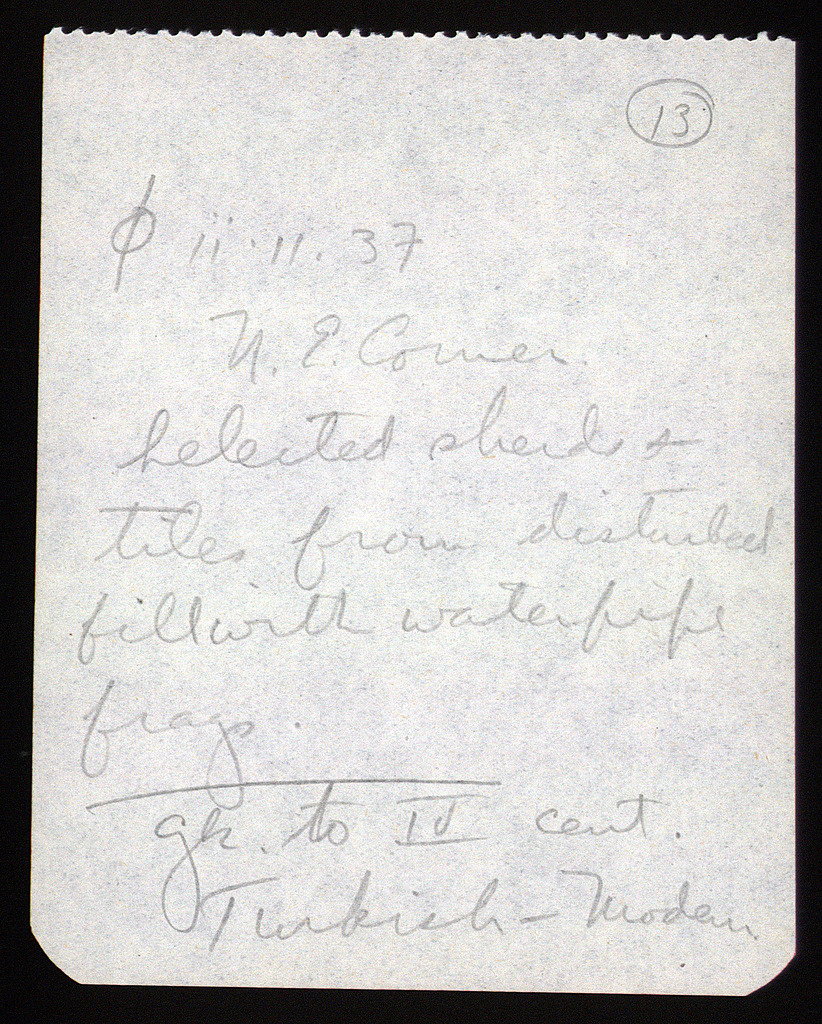 13
Φ ii·11.37
N. E. Corner.
Selected sherds +
tiles from disturbed
fill with waterpipe
frags.
gk. to IV cent.
Turkish - Modern